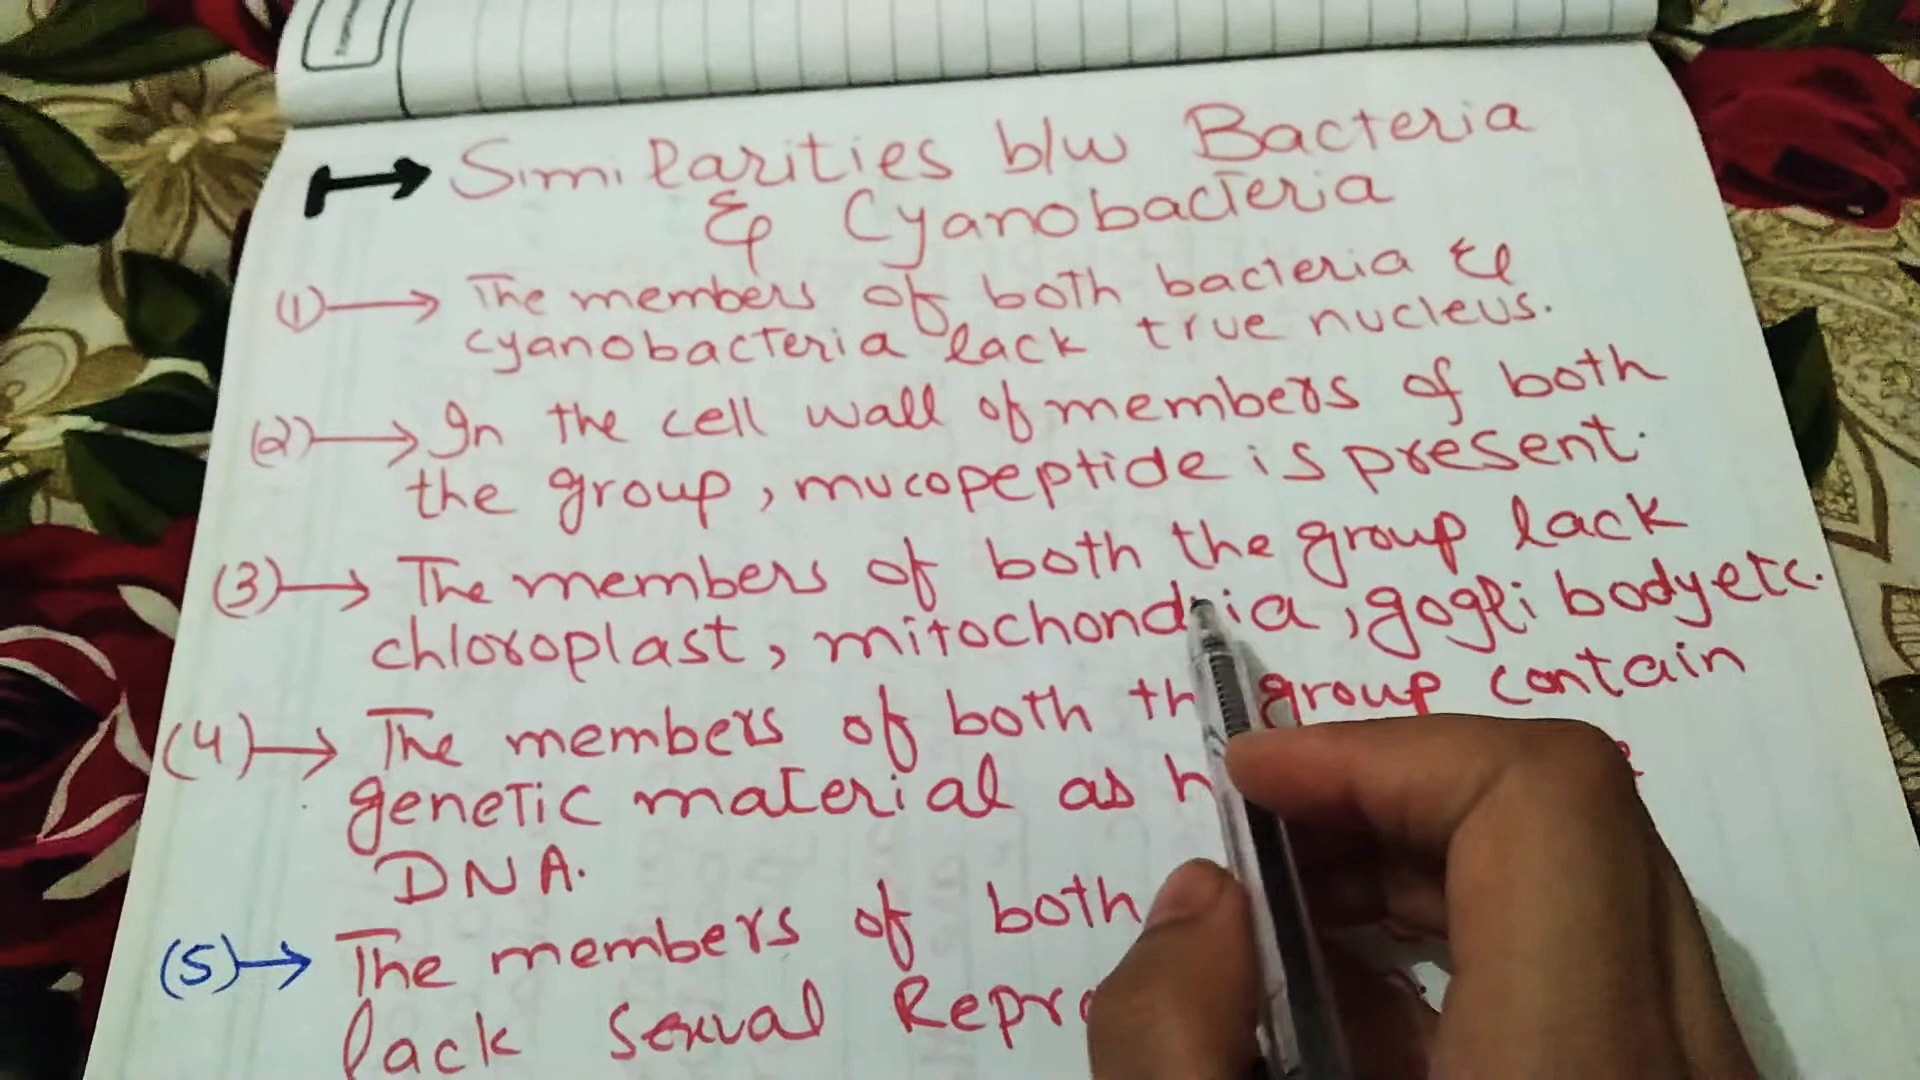 Similarities b/w Bacteria
& Cyanobacteria
(1) → The members of both bacteria &
cyanobacteria lack true nucleus.
(2) → In the cell wall of members of both
the group, mucopeptide is present.
(3) → The members of both the group lack
chloroplast, mitochondria, gogli body etc.
(4) → The members of both th group contain
genetic material as
DNA.
(5) → The members of both
lack Sexual